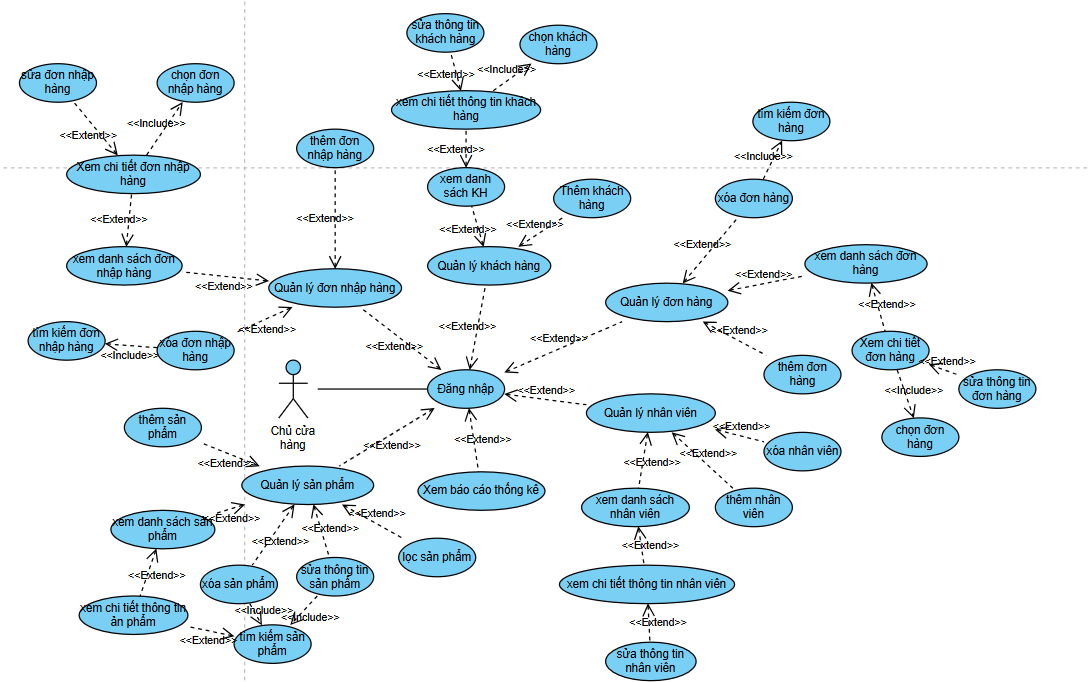 sửa thông tin
khách hàng
chọn khách
hàng
<<Extend>>
<<Include>>
xem chi tiết thông tin khách
hàng
sửa đơn nhập
hàng
chọn đơn
nhập hàng
<<Extend>>
<<Include>>
Xem chi tiết đơn nhập
hàng
thêm đơn
nhập hàng
<<Extend>>
xem danh
sách KH
Thêm khách
hàng
tìm kiếm đơn
hàng
<<Include>>
xóa đơn hàng
<<Extend>>
<<Extend>>
<<Extend>>
<<Extend>>
<<Extend>>
xem danh sách đơn
nhập hàng
<<Extend>>
Quản lý đơn nhập hàng
Quản lý khách hàng
Quản lý đơn hàng
<<Extend>>
xem danh sách đơn
hàng
<<Extend>>
tìm kiếm đơn
nhập hàng
<<Include>>
xóa đơn nhập
hàng
<<Extend>>
<<Extend>>
<<Extend>>
<<Extend>>
<<Extend>>
thêm đơn
hàng
Xem chi tiết
đơn hàng
<<Extend>>
sửa thông tin
đơn hàng
<<Include>>
chọn đơn
hàng
Chủ cửa
hàng
Đăng nhập
<<Extend>>
Quản lý nhân viên
<<Extend>>
xóa nhân viên
<<Extend>>
<<Extend>>
thêm nhân
viên
xem danh sách
nhân viên
<<Extend>>
xem chi tiết thông tin nhân viên
<<Extend>>
sửa thông tin
nhân viên
thêm sản
phẩm
<<Extend>>
<<Extend>>
<<Extend>>
Quản lý sản phẩm
Xem báo cáo thống kê
xem danh sách sản
phẩm
<<Extend>>
<<Extend>>
<<Extend>>
<<Extend>>
lọc sản phẩm
<<Extend>>
xóa sản phẩm
sửa thông tin
sản phẩm
xem chi tiết thông tin
ản phẩm
<<Include>>
<<Include>>
<<Extend>>
tìm kiếm sản
phẩm